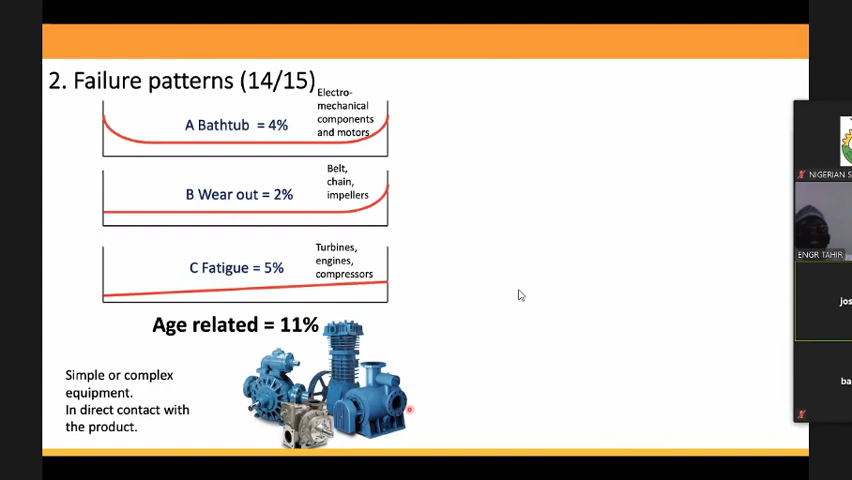 2. Failure patterns (14/15)
Electro-
mechanical
components
and motors
A Bathtub = 4%
Belt,
chain,
impellers
B Wear out = 2%
Turbines,
engines,
compressors
C Fatigue = 5%
Age related = 11%
Simple or complex
equipment.
In direct contact with
the product.
NIGERIAN S
ENGR TAHIR
jos
ba